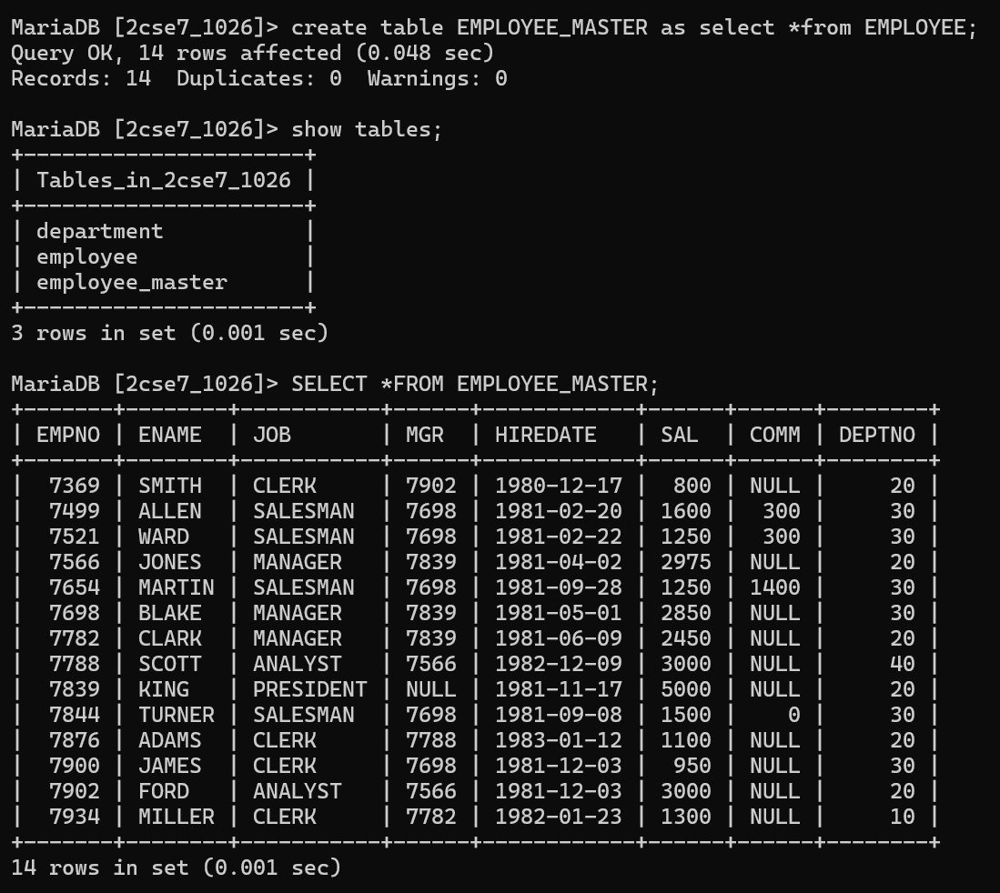 MariaDB [2cse7_1026]> create table EMPLOYEE_MASTER as select *from EMPLOYEE;
Query OK, 14 rows affected (0.048 sec)
Records: 14  Duplicates: 0  Warnings: 0

MariaDB [2cse7_1026]> show tables;
+----------------------+
| Tables_in_2cse7_1026 |
+----------------------+
| department           |
| employee             |
| employee_master      |
+----------------------+
3 rows in set (0.001 sec)

MariaDB [2cse7_1026]> SELECT *FROM EMPLOYEE_MASTER;
+-------+--------+-----------+------+------------+------+------+--------+
| EMPNO | ENAME  | JOB       | MGR  | HIREDATE   | SAL  | COMM | DEPTNO |
+-------+--------+-----------+------+------------+------+------+--------+
|  7369 | SMITH  | CLERK     | 7902 | 1980-12-17 |  800 | NULL |     20 |
|  7499 | ALLEN  | SALESMAN  | 7698 | 1981-02-20 | 1600 |  300 |     30 |
|  7521 | WARD   | SALESMAN  | 7698 | 1981-02-22 | 1250 |  300 |     30 |
|  7566 | JONES  | MANAGER   | 7839 | 1981-04-02 | 2975 | NULL |     20 |
|  7654 | MARTIN | SALESMAN  | 7698 | 1981-09-28 | 1250 | 1400 |     30 |
|  7698 | BLAKE  | MANAGER   | 7839 | 1981-05-01 | 2850 | NULL |     30 |
|  7782 | CLARK  | MANAGER   | 7839 | 1981-06-09 | 2450 | NULL |     20 |
|  7788 | SCOTT  | ANALYST   | 7566 | 1982-12-09 | 3000 | NULL |     40 |
|  7839 | KING   | PRESIDENT | NULL | 1981-11-17 | 5000 | NULL |     20 |
|  7844 | TURNER | SALESMAN  | 7698 | 1981-09-08 | 1500 |    0 |     30 |
|  7876 | ADAMS  | CLERK     | 7788 | 1983-01-12 | 1100 | NULL |     20 |
|  7900 | JAMES  | CLERK     | 7698 | 1981-12-03 |  950 | NULL |     30 |
|  7902 | FORD   | ANALYST   | 7566 | 1981-12-03 | 3000 | NULL |     20 |
|  7934 | MILLER | CLERK     | 7782 | 1982-01-23 | 1300 | NULL |     10 |
+-------+--------+-----------+------+------------+------+------+--------+
14 rows in set (0.001 sec)